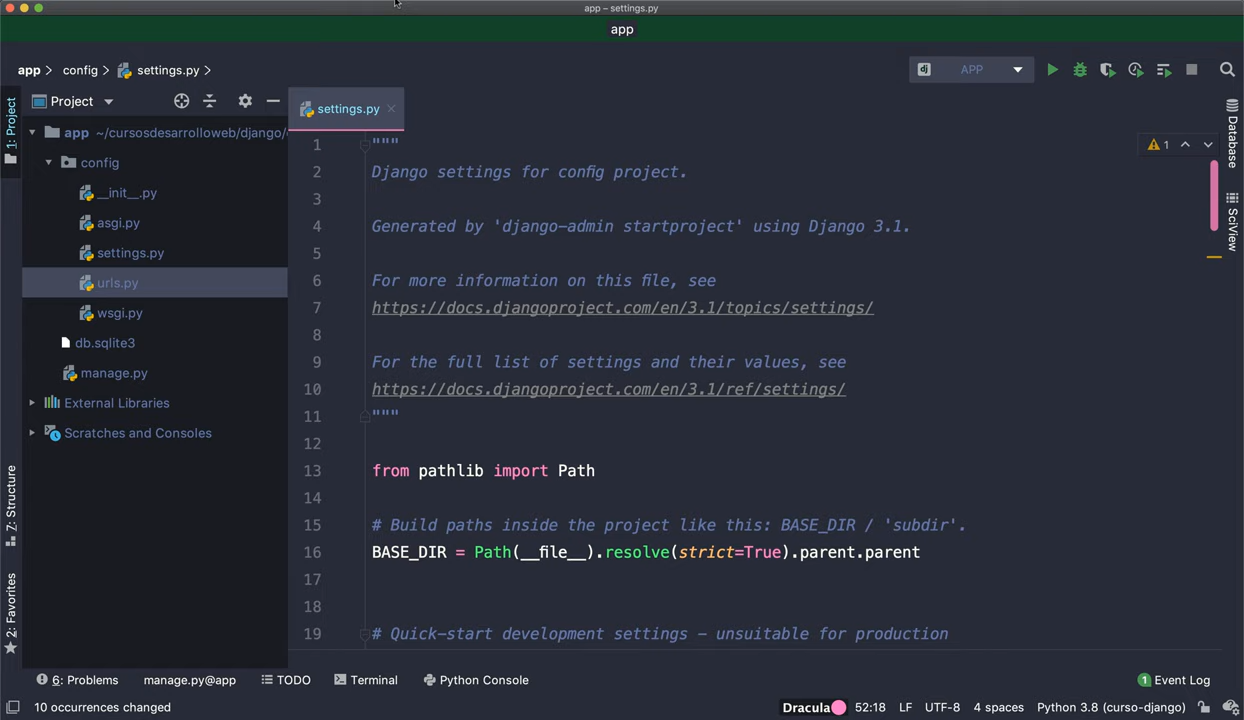 app – settings.py
app
app > config > settings.py >
dj APP
1: Project
Project
settings.py
app ~/cursosdesarrolloweb/django/
config
__init__.py
asgi.py
settings.py
urls.py
wsgi.py
db.sqlite3
manage.py
External Libraries
Scratches and Consoles
Z: Structure
2: Favorites
1 """
2 Django settings for config project.
3
4 Generated by 'django-admin startproject' using Django 3.1.
5
6 For more information on this file, see
7 https://docs.djangoproject.com/en/3.1/topics/settings/
8
9 For the full list of settings and their values, see
10 https://docs.djangoproject.com/en/3.1/ref/settings/
11 """
12
13 from pathlib import Path
14
15 # Build paths inside the project like this: BASE_DIR / 'subdir'.
16 BASE_DIR = Path(__file__).resolve(strict=True).parent.parent
17
18
19 # Quick-start development settings - unsuitable for production
1
Database
SciView
6: Problems manage.py@app TODO Terminal Python Console 1 Event Log
10 occurrences changed Dracula 52:18 LF UTF-8 4 spaces Python 3.8 (curso-django)